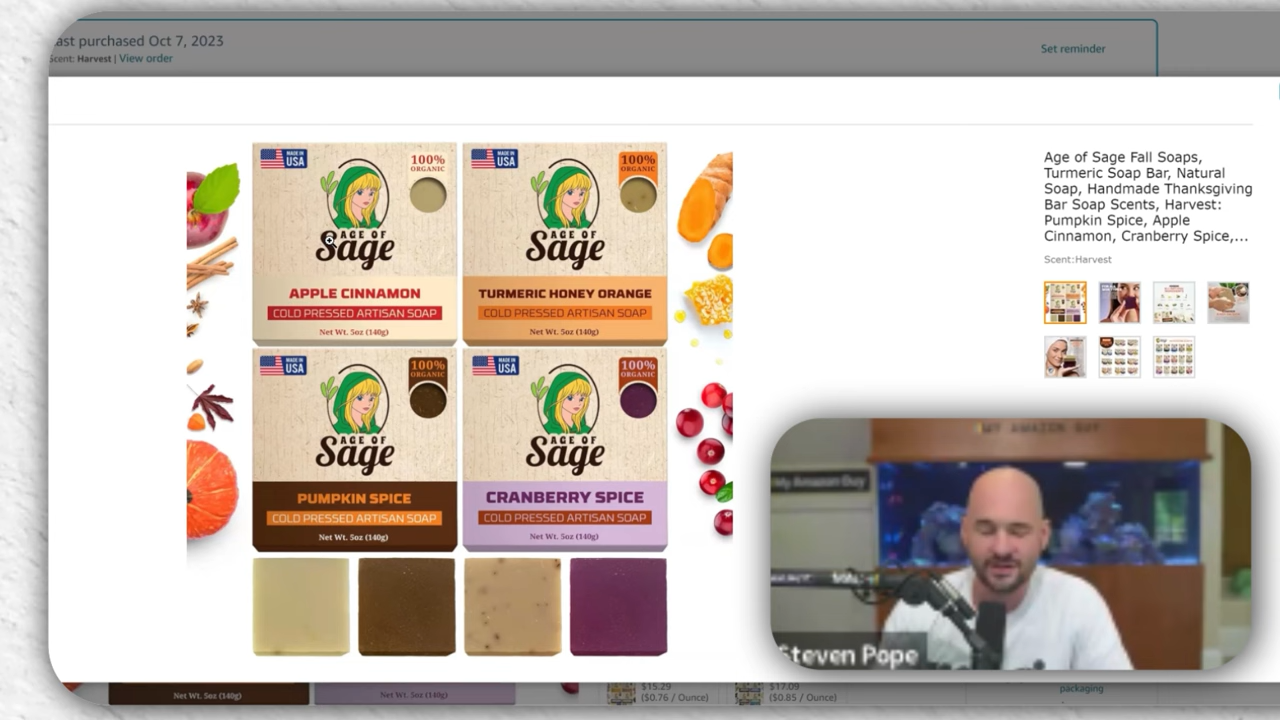 ast purchased Oct 7, 2023
Scent: Harvest | View order
Set reminder
MADE IN USA
100% ORGANIC
AGE OF
Sage
APPLE CINNAMON
COLD PRESSED ARTISAN SOAP
Net Wt. 5oz (140g)
MADE IN USA
100% ORGANIC
AGE OF
Sage
TURMERIC HONEY ORANGE
COLD PRESSED ARTISAN SOAP
Net Wt. 5oz (140g)
MADE IN USA
100% ORGANIC
AGE OF
Sage
PUMPKIN SPICE
COLD PRESSED ARTISAN SOAP
Net Wt. 5oz (140g)
MADE IN USA
100% ORGANIC
AGE OF
Sage
CRANBERRY SPICE
COLD PRESSED ARTISAN SOAP
Net Wt. 5oz (140g)
Age of Sage Fall Soaps,
Turmeric Soap Bar, Natural
Soap, Handmade Thanksgiving
Bar Soap Scents, Harvest:
Pumpkin Spice, Apple
Cinnamon, Cranberry Spice,...
Scent:Harvest
MY AMAZON GUY
My Amazon Guy
Steven Pope
Net Wt. 5oz (140g)
Net Wt. 5oz (140g)
$15.29
($0.76 / Ounce)
$17.09
($0.85 / Ounce)
packaging